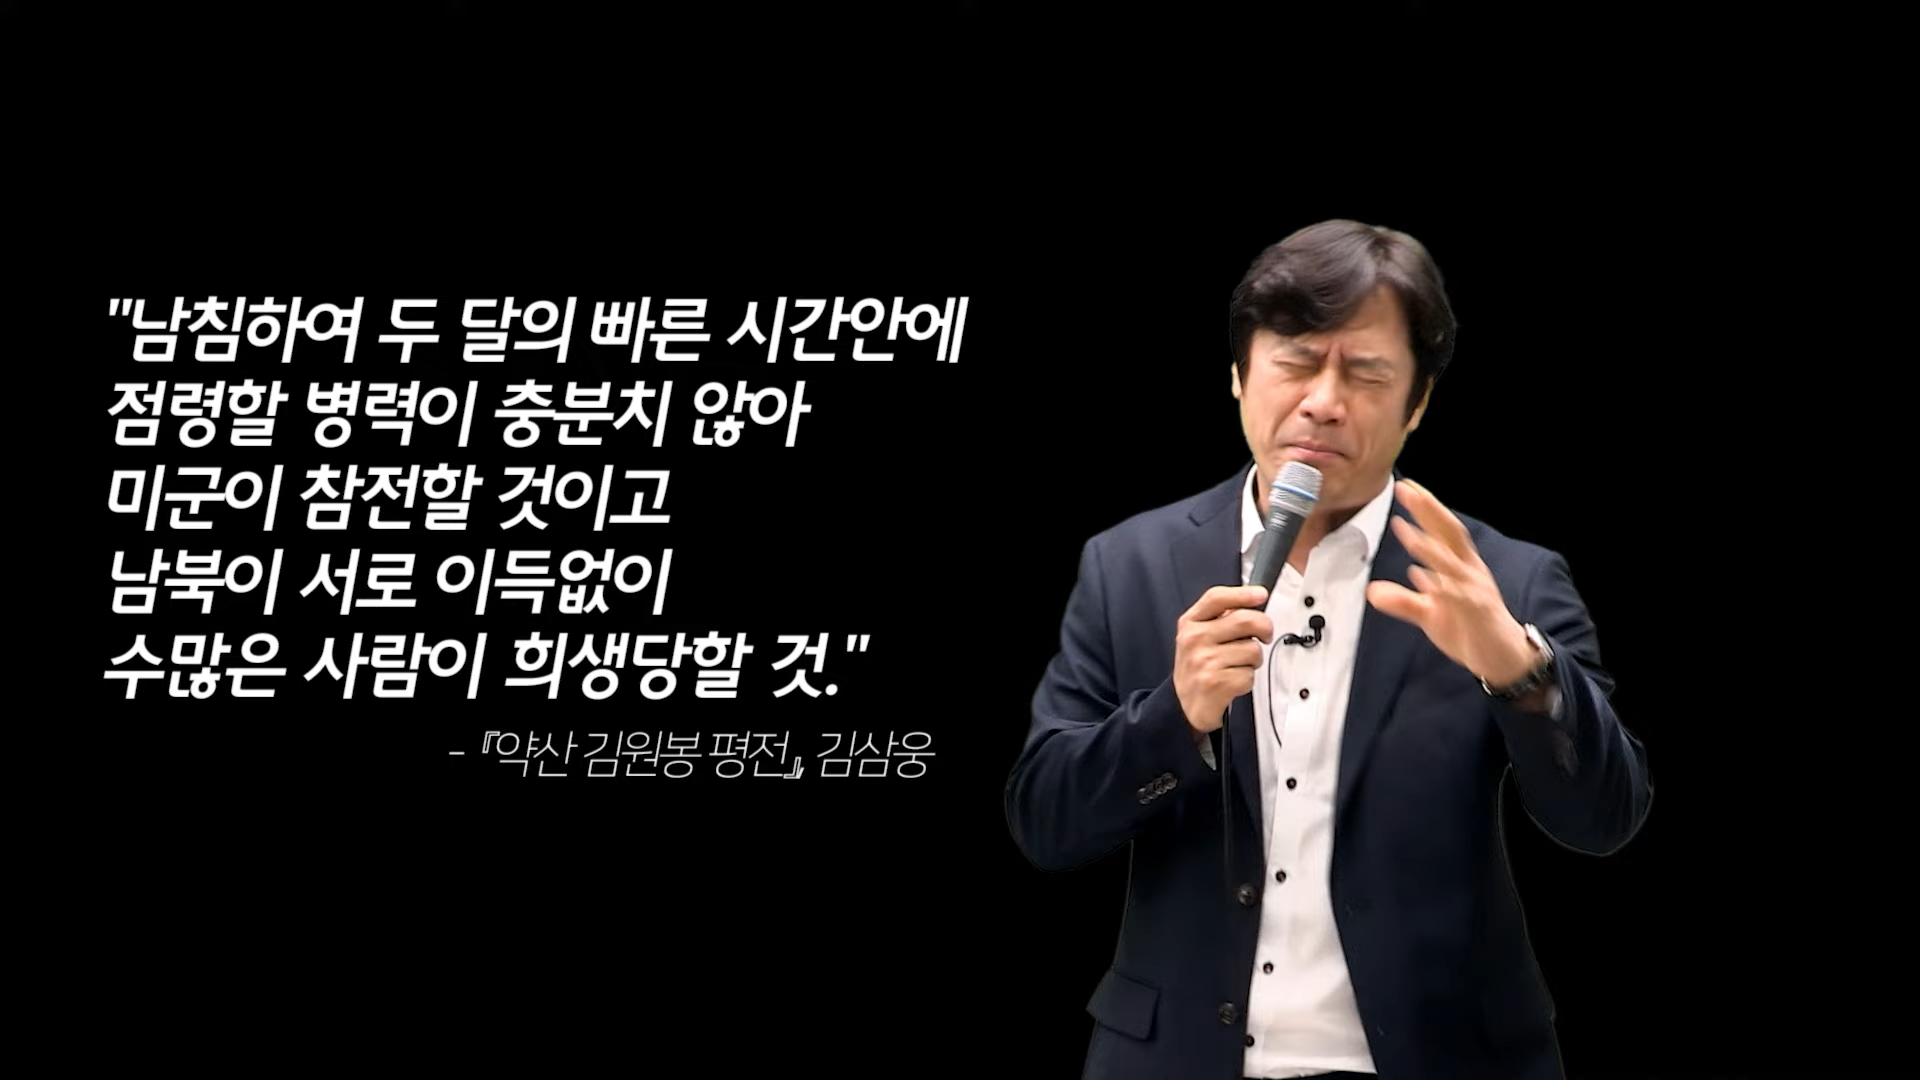 "남침하여 두 달의 빠른 시간안에
점령할 병력이 충분치 않아
미군이 참전할 것이고
남북이 서로 이득없이
수많은 사람이 희생당할 것."
- 『약산 김원봉 평전』, 김삼웅